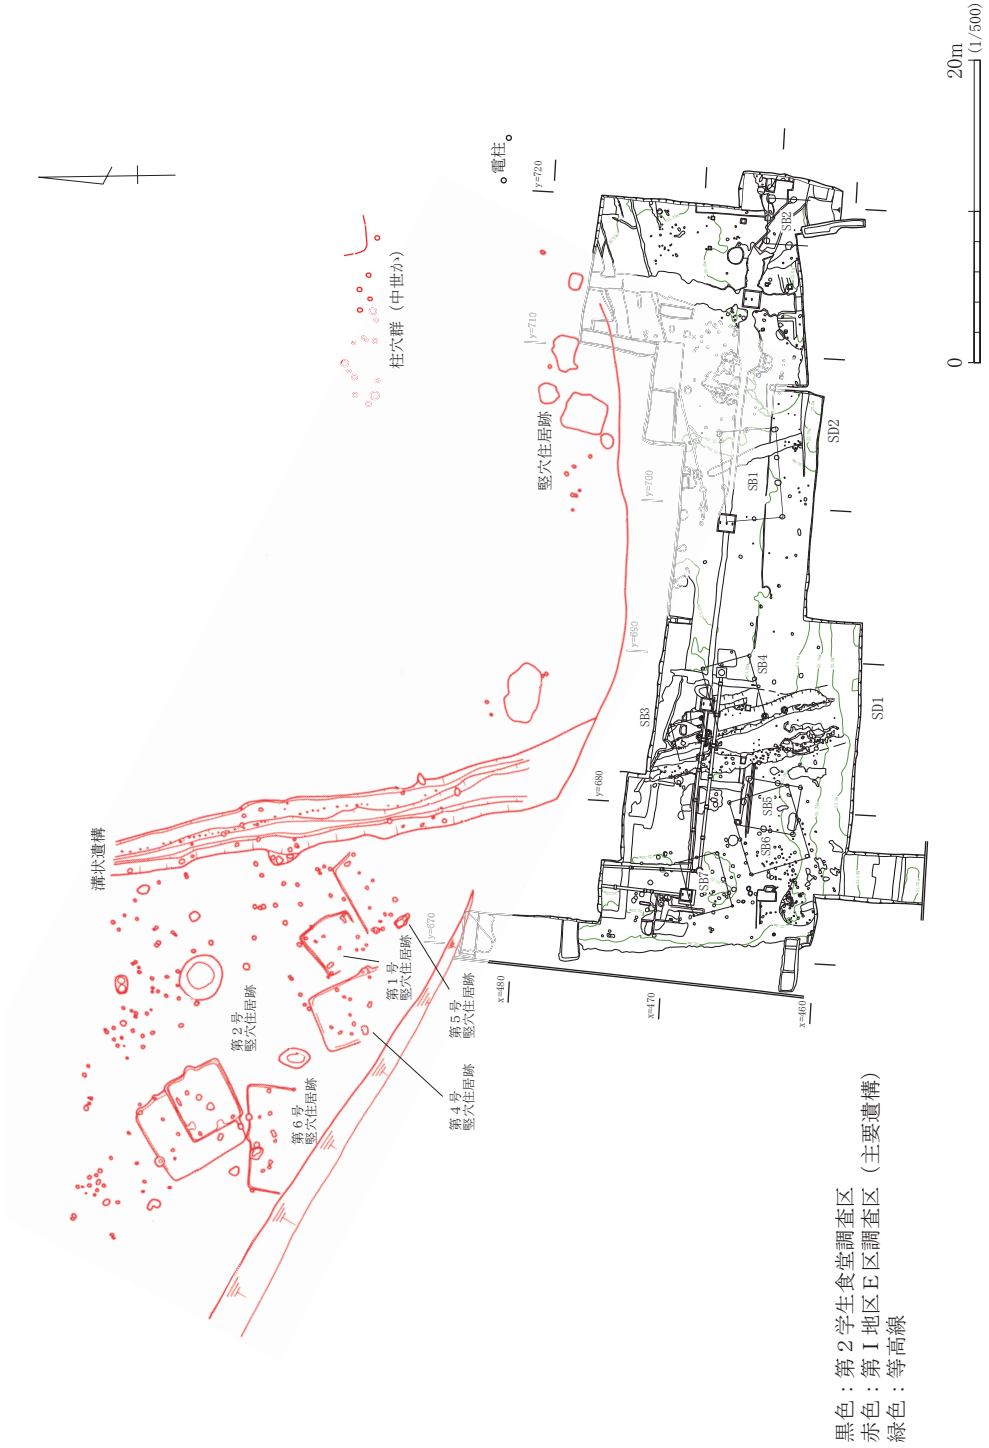 溝状遺構
第2号
竪穴住居跡
第6号
竪穴住居跡
第1号
竪穴住居跡
第5号
竪穴住居跡
第4号
竪穴住居跡
竪穴住居跡
柱穴群（中世か）
電柱
y=720
y=710
y=700
y=690
y=680
y=670
x=480
x=470
x=460
SB1
SB2
SB3
SB4
SB5
SB6
SB7
SD1
SD2
0
20m
(1/500)
黒色：第２学生食堂調査区
赤色：第Ⅰ地区Ｅ区調査区（主要遺構）
緑色：等高線